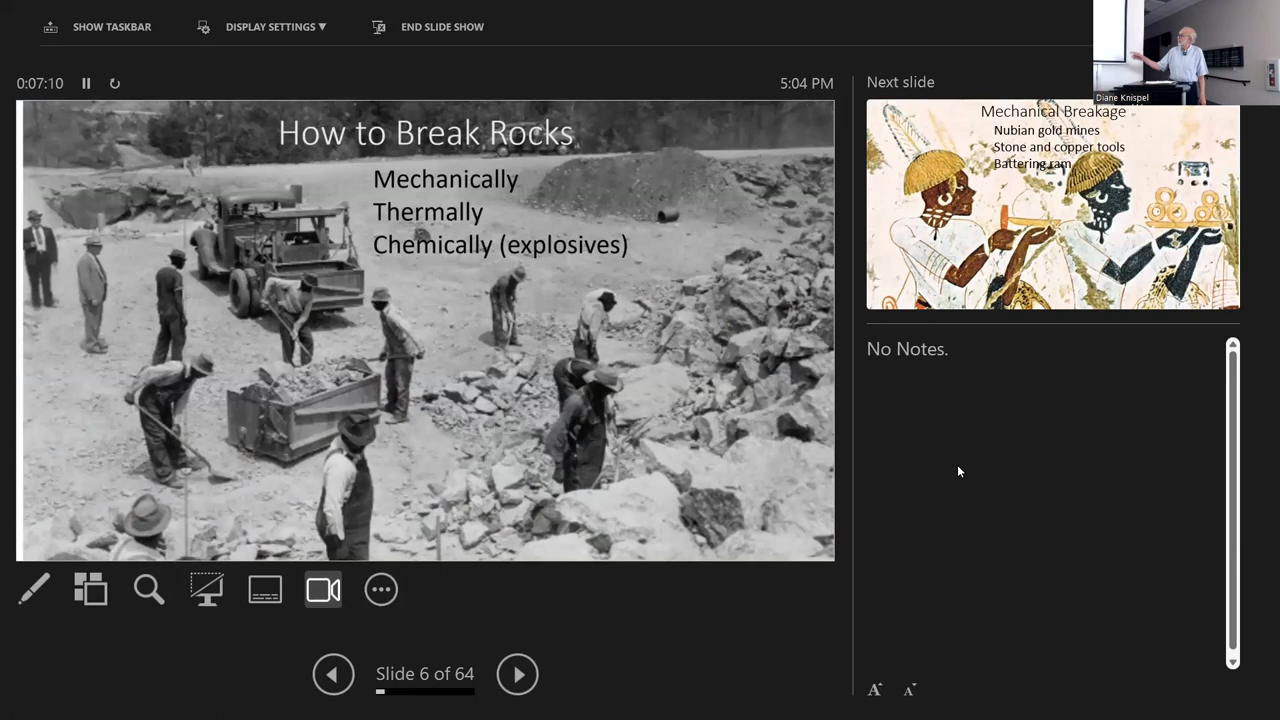 SHOW TASKBAR
DISPLAY SETTINGS ▼
END SLIDE SHOW
0:07:10
5:04 PM
How to Break Rocks
Mechanically
Thermally
Chemically (explosives)
Slide 6 of 64
Diane Knispel
Next slide
Mechanical Breakage
Nubian gold mines
Stone and copper tools
Battering ram
No Notes.
A A